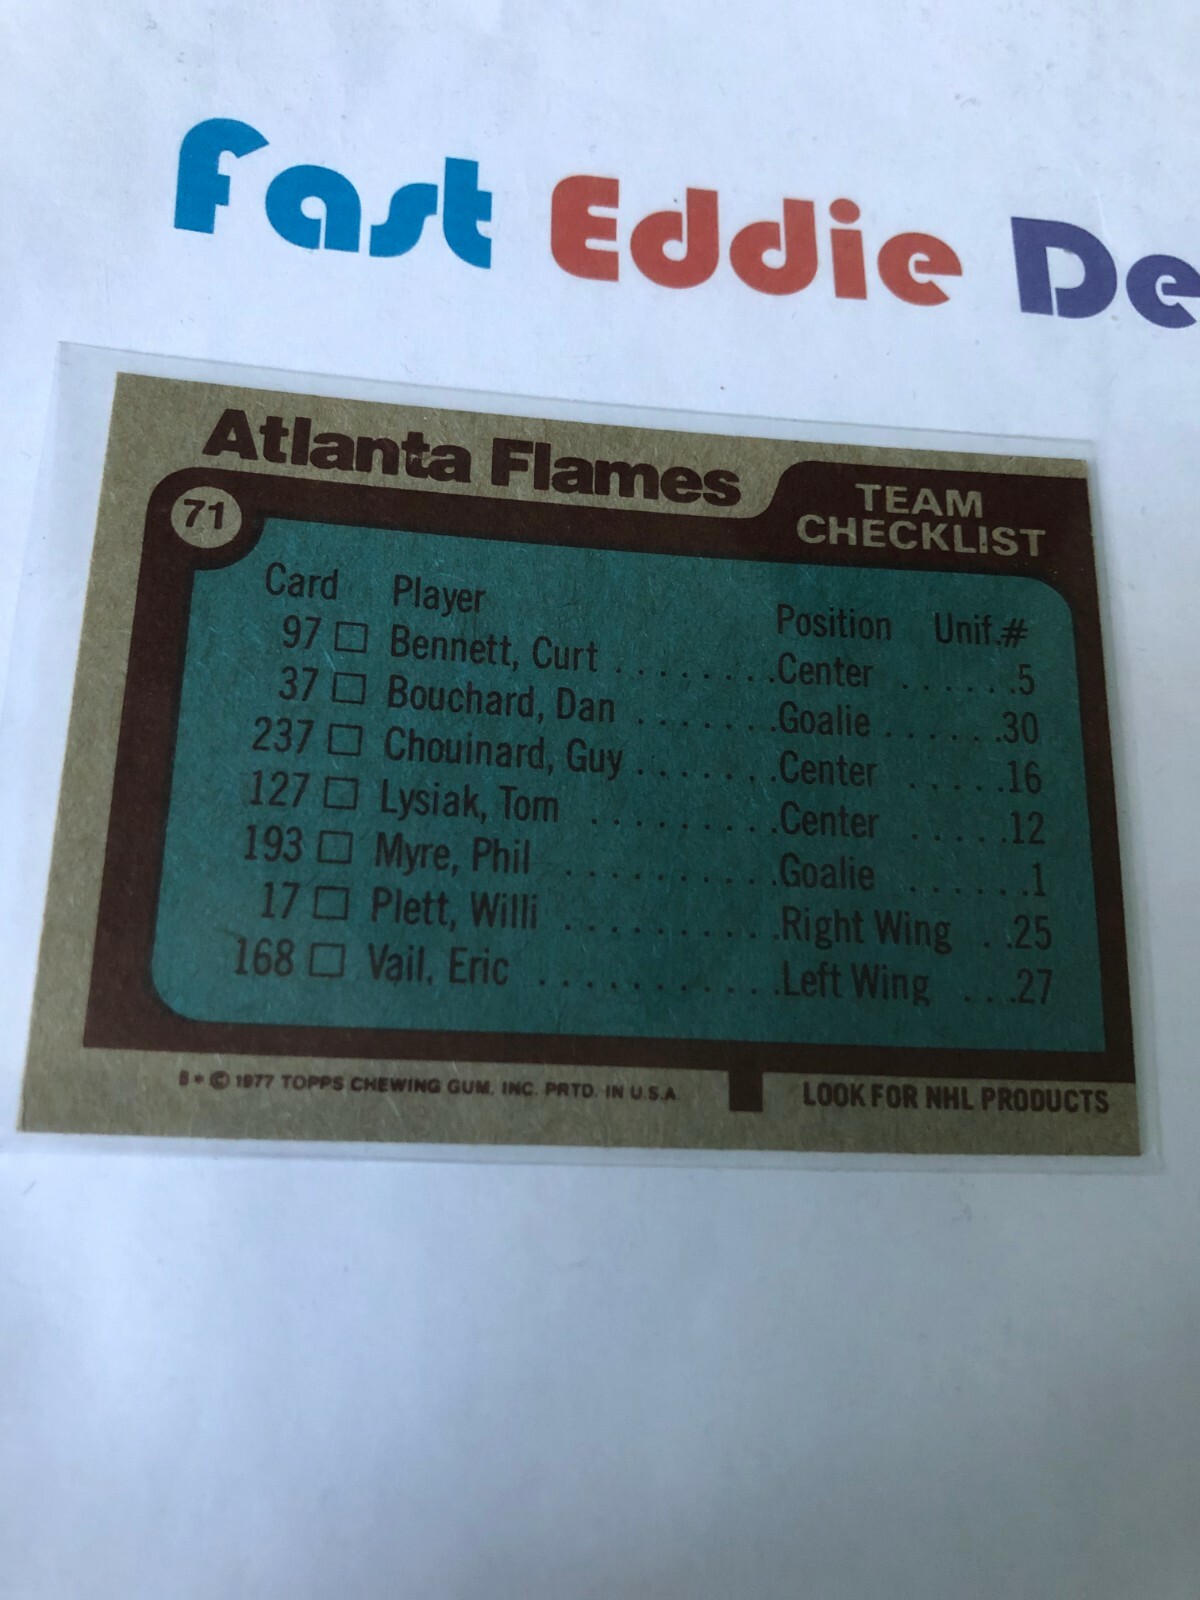 Fast Eddie De
Atlanta Flames
TEAM
CHECKLIST
71
Card Player Position Unif.#
97 □ Bennett, Curt . . . . . . . .Center . . . . . .5
37 □ Bouchard, Dan . . . . . . .Goalie . . . . . .30
237 □ Chouinard, Guy . . . . . . .Center . . . . .16
127 □ Lysiak, Tom . . . . . . . . .Center . . . . .12
193 □ Myre, Phil . . . . . . . . . .Goalie . . . . . .1
17 □ Plett, Willi . . . . . . . . . .Right Wing . .25
168 □ Vail, Eric . . . . . . . . . . . .Left Wing . . .27
B * © 1977 TOPPS CHEWING GUM, INC. PRTD. IN U.S.A.
LOOK FOR NHL PRODUCTS